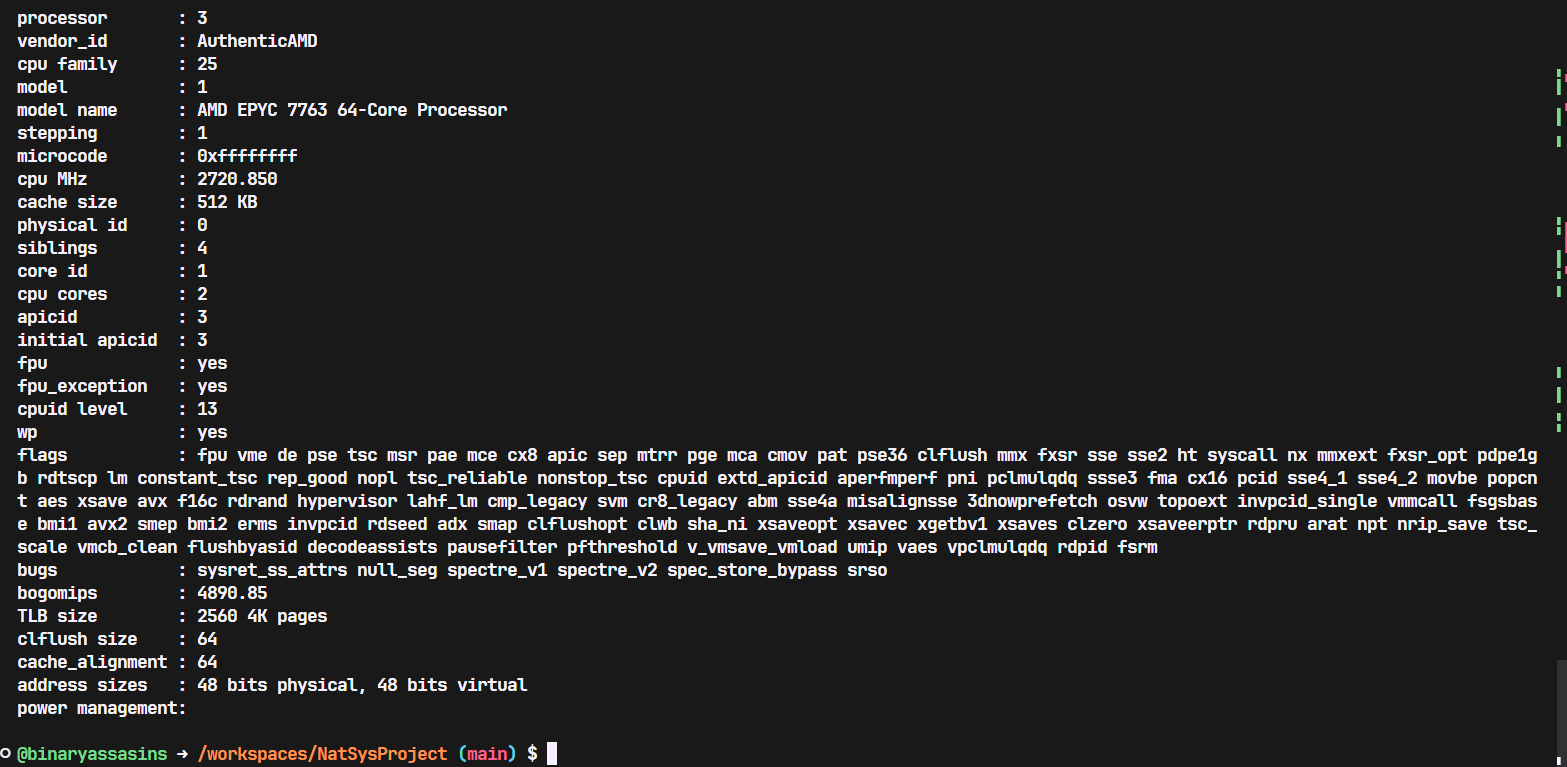 processor : 3
vendor_id : AuthenticAMD
cpu family : 25
model : 1
model name : AMD EPYC 7763 64-Core Processor
stepping : 1
microcode : 0xffffffff
cpu MHz : 2720.850
cache size : 512 KB
physical id : 0
siblings : 4
core id : 1
cpu cores : 2
apicid : 3
initial apicid : 3
fpu : yes
fpu_exception : yes
cpuid level : 13
wp : yes
flags : fpu vme de pse tsc msr pae mce cx8 apic sep mtrr pge mca cmov pat pse36 clflush mmx fxsr sse sse2 ht syscall nx mmxext fxsr_opt pdpe1g
b rdtscp lm constant_tsc rep_good nopl tsc_reliable nonstop_tsc cpuid extd_apicid aperfmperf pni pclmulqdq ssse3 fma cx16 pcid sse4_1 sse4_2 movbe popcn
t aes xsave avx f16c rdrand hypervisor lahf_lm cmp_legacy svm cr8_legacy abm sse4a misalignsse 3dnowprefetch osvw topoext invpcid_single vmmcall fsgsbas
e bmi1 avx2 smep bmi2 erms invpcid rdseed adx smap clflushopt clwb sha_ni xsaveopt xsavec xgetbv1 xsaves clzero xsaveerptr rdpru arat npt nrip_save tsc_
scale vmcb_clean flushbyasid decodeassists pausefilter pfthreshold v_vmsave_vmload umip vaes vpclmulqdq rdpid fsrm
bugs : sysret_ss_attrs null_seg spectre_v1 spectre_v2 spec_store_bypass srso
bogomips : 4890.85
TLB size : 2560 4K pages
clflush size : 64
cache_alignment : 64
address sizes : 48 bits physical, 48 bits virtual
power management:
@binaryassasins → /workspaces/NatSysProject (main) $